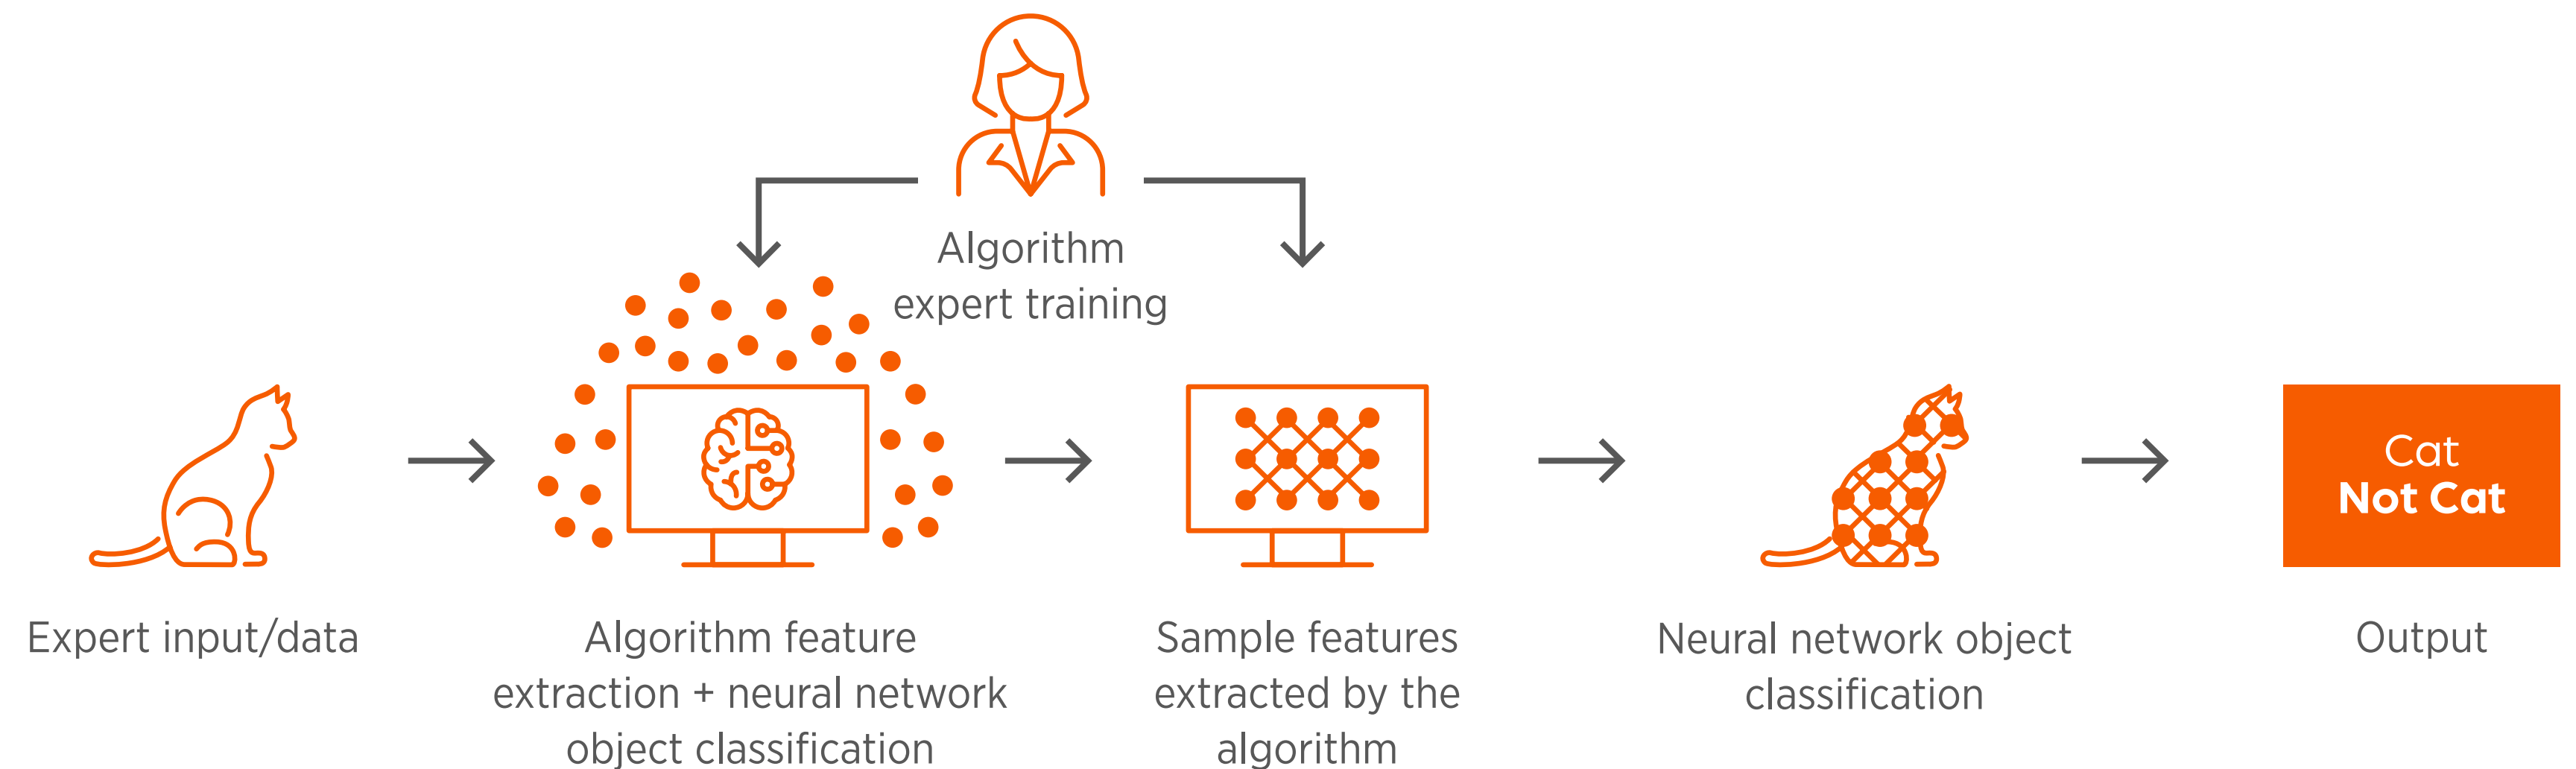 Algorithm
expert training
Expert input/data
Algorithm feature
extraction + neural network
object classification
Sample features
extracted by the
algorithm
Neural network object
classification
Cat
Not Cat
Output